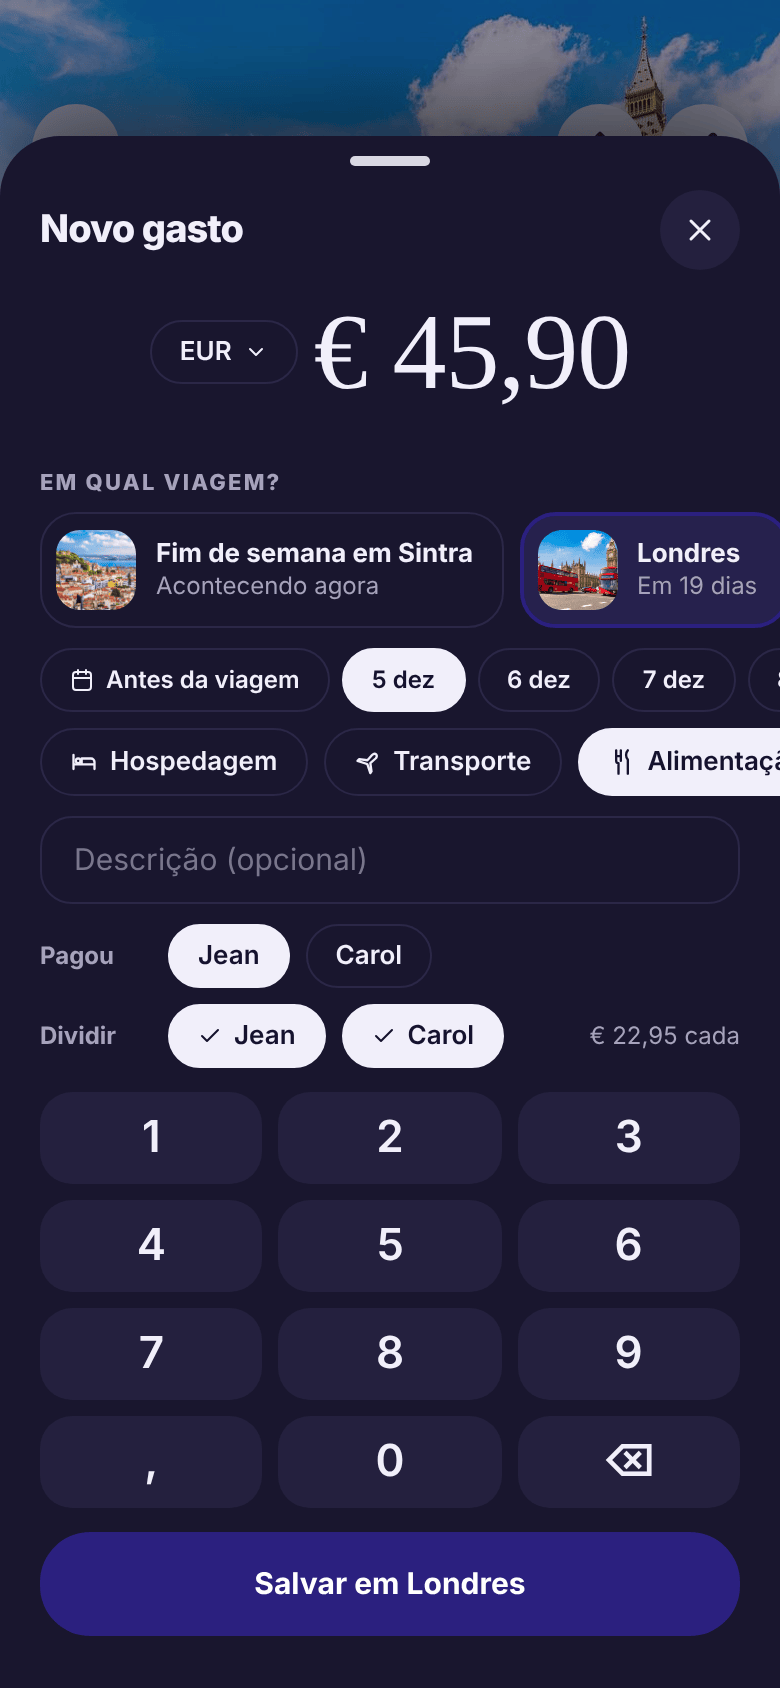 Novo gasto
EUR € 45,90
EM QUAL VIAGEM?
Fim de semana em Sintra
Acontecendo agora
Londres
Em 19 dias
Antes da viagem 5 dez 6 dez 7 dez
Hospedagem Transporte Alimentaçã
Descrição (opcional)
Pagou Jean Carol
Dividir Jean Carol € 22,95 cada
1 2 3
4 5 6
7 8 9
, 0
Salvar em Londres